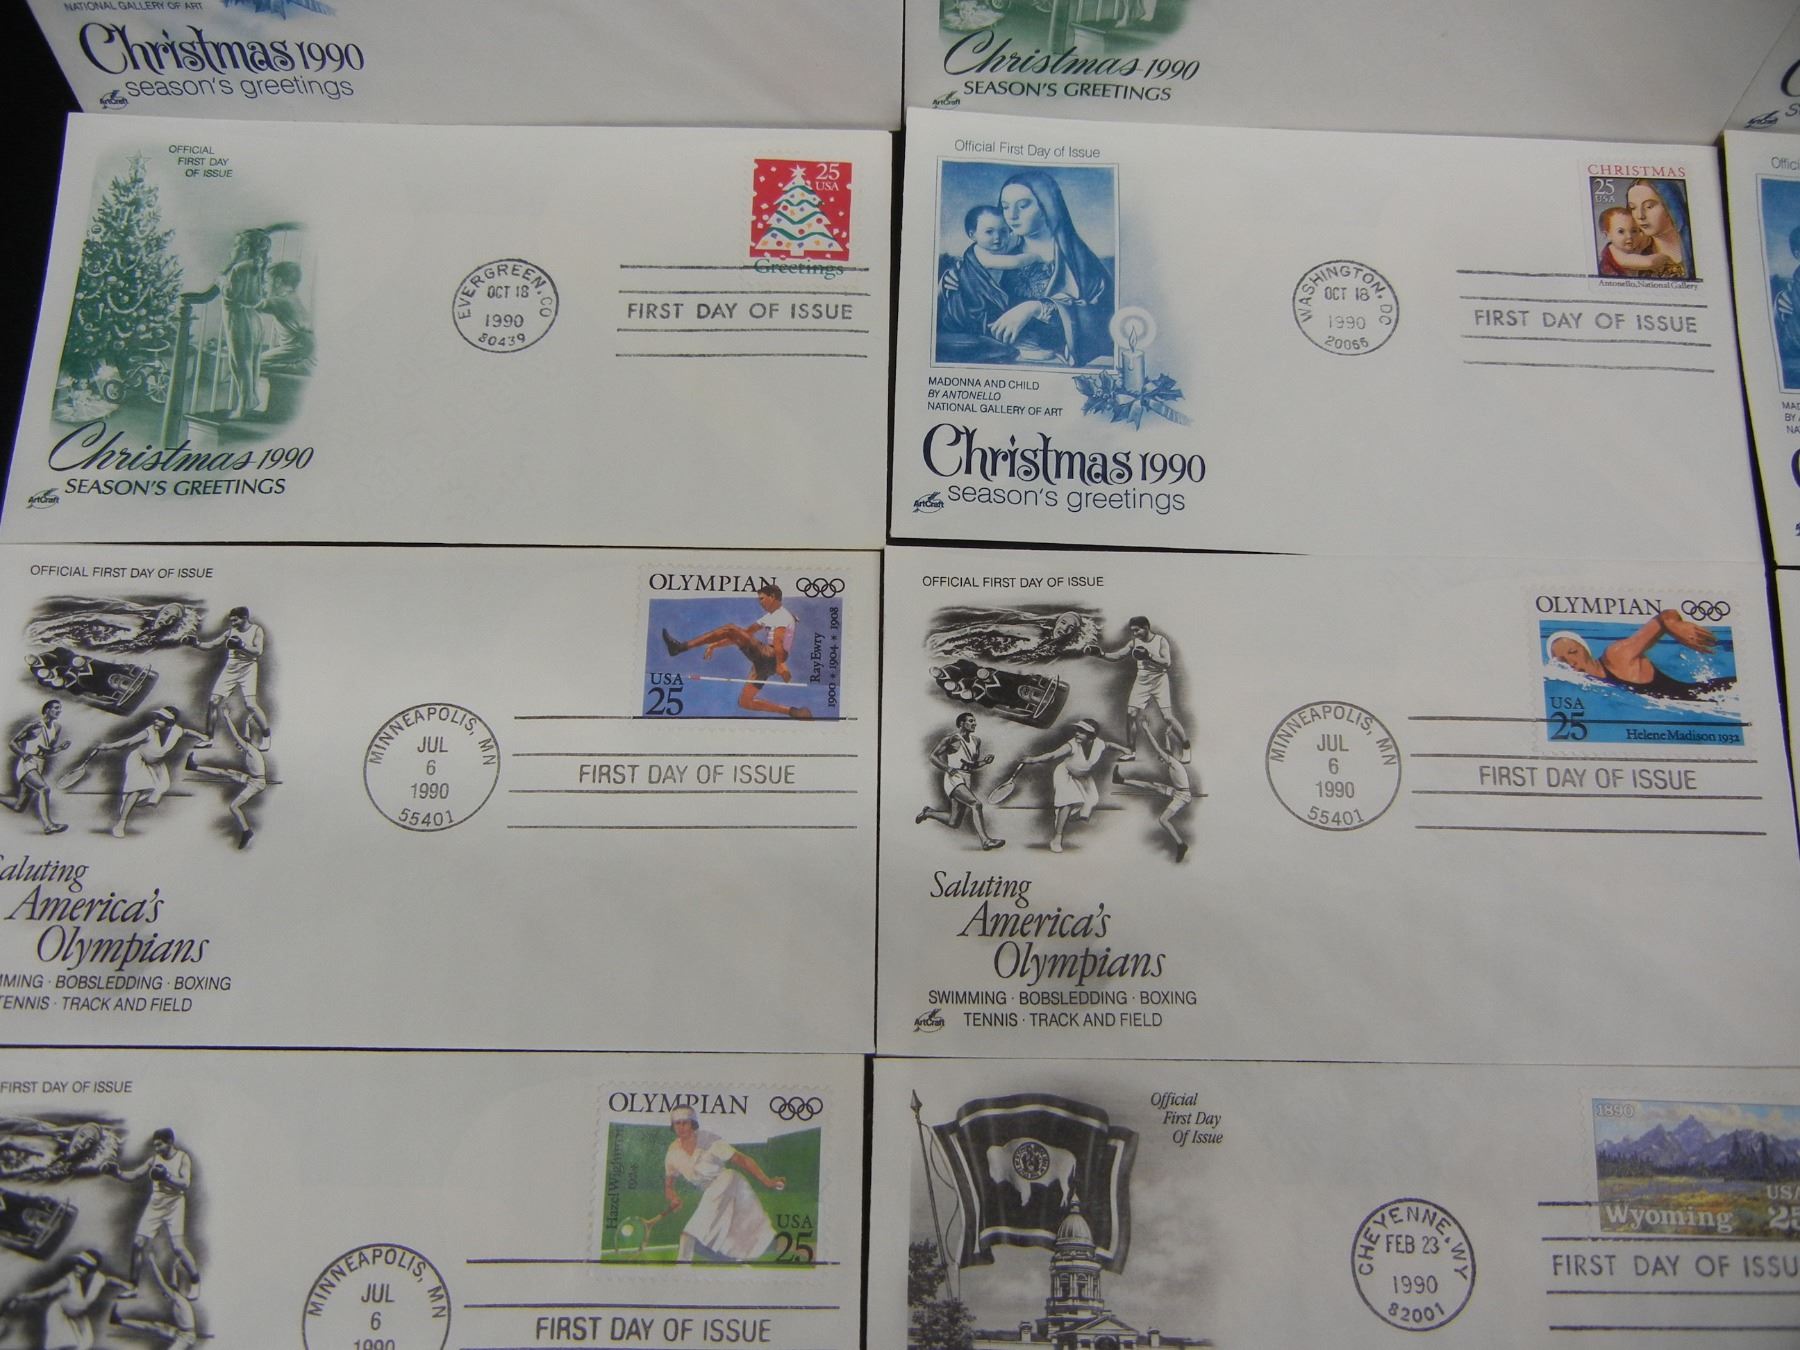 NATIONAL GALLERY OF ART
Christmas 1990
season's greetings
ArtCraft
Christmas 1990
SEASON'S GREETINGS
ArtCraft
OFFICIAL
FIRST DAY
OF ISSUE
25
USA
Greetings
EVERGREEN, CO
OCT 18
1990
80439
FIRST DAY OF ISSUE
Christmas 1990
SEASON'S GREETINGS
ArtCraft
Official First Day of Issue
CHRISTMAS
25
USA
Antonello, National Gallery
WASHINGTON, DC
OCT 18
1990
20066
FIRST DAY OF ISSUE
MADONNA AND CHILD
BY ANTONELLO
NATIONAL GALLERY OF ART
Christmas 1990
season's greetings
ArtCraft
OFFICIAL FIRST DAY OF ISSUE
OLYMPIAN
Ray Ewry
1900 * 1904 * 1908
USA
25
MINNEAPOLIS, MN
JUL
6
1990
55401
FIRST DAY OF ISSUE
aluting
America's
Olympians
MMING · BOBSLEDDING · BOXING
TENNIS · TRACK AND FIELD
OFFICIAL FIRST DAY OF ISSUE
OLYMPIAN
USA
25
Helene Madison 1932
MINNEAPOLIS, MN
JUL
6
1990
55401
FIRST DAY OF ISSUE
Saluting
America's
Olympians
SWIMMING · BOBSLEDDING · BOXING
TENNIS · TRACK AND FIELD
ArtCraft
FIRST DAY OF ISSUE
OLYMPIAN
Hazel Wightman
1924
USA
25
MINNEAPOLIS, MN
JUL
6
1990
FIRST DAY OF ISSUE
Official
First Day
Of Issue
1890
USA
Wyoming 25
CHEYENNE, WY
FEB 23
1990
82001
FIRST DAY OF ISSU